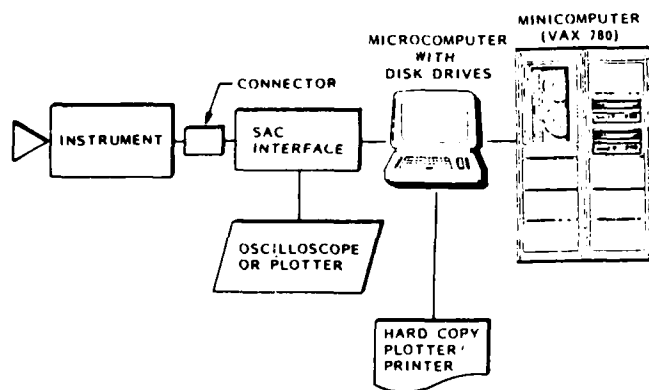 MINICOMPUTER
(VAX 780)
MICROCOMPUTER
WITH
DISK DRIVES
CONNECTOR
INSTRUMENT
SAC
INTERFACE
OSCILLOSCOPE
OR PLOTTER
HARD COPY
PLOTTER/
PRINTER